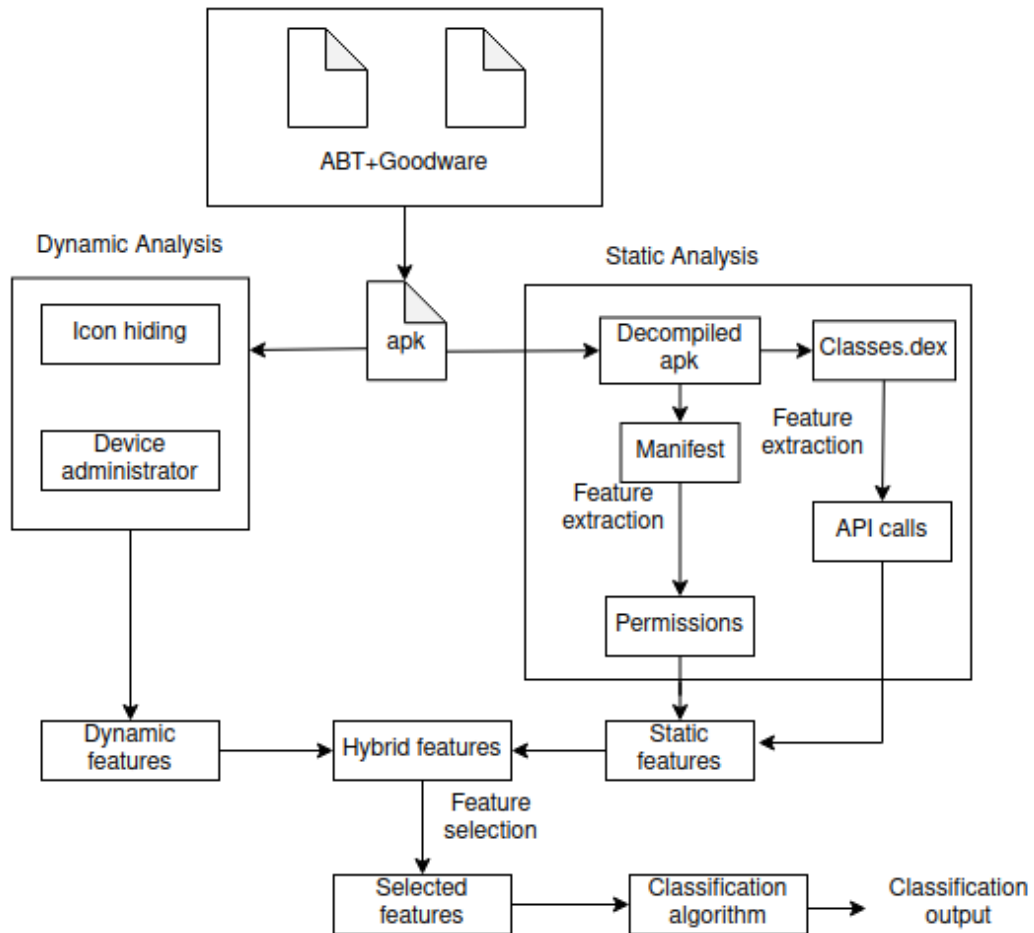 ABT+Goodware
Dynamic Analysis
Static Analysis
Icon hiding
apk
Decompiled
apk
Classes.dex
Device
administrator
Manifest
Feature
extraction
Feature
extraction
API calls
Permissions
Dynamic
features
Hybrid features
Static
features
Feature
selection
Selected
features
Classification
algorithm
Classification
output